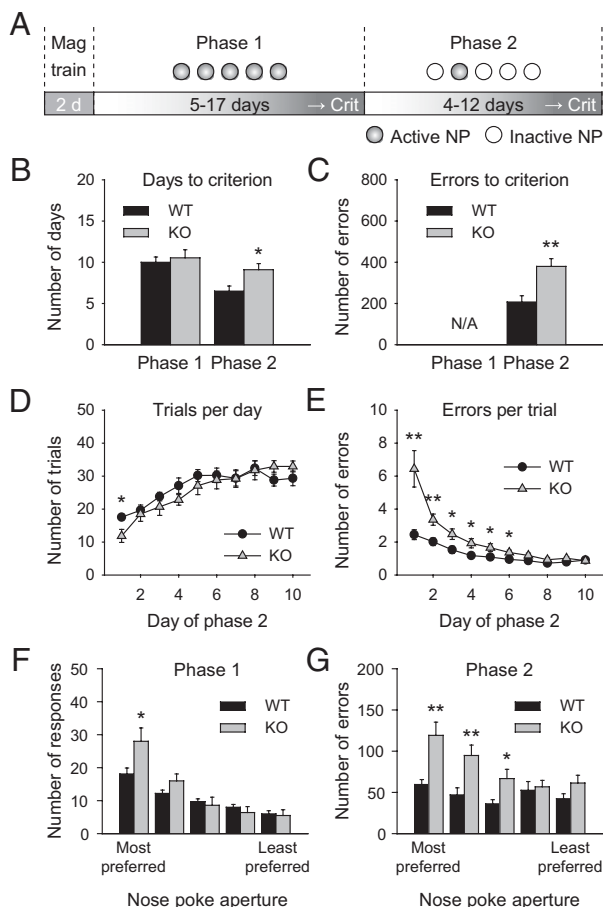 A
Mag train
Phase 1
Phase 2
2 d
5-17 days → Crit
4-12 days → Crit
Active NP Inactive NP
B
Days to criterion
Number of days
20
15
10
5
0
WT
KO
*
Phase 1 Phase 2
C
Errors to criterion
Number of errors
800
600
400
200
0
WT
KO
**
N/A
Phase 1 Phase 2
D
Trials per day
Number of trials
50
40
30
20
10
0
*
WT
KO
2 4 6 8 10
Day of phase 2
E
Errors per trial
Number of errors
10
8
6
4
2
0
**
**
*
*
*
*
WT
KO
2 4 6 8 10
Day of phase 2
F
Phase 1
Number of responses
50
40
30
20
10
0
*
WT
KO
Most preferred
Least preferred
Nose poke aperture
G
Phase 2
Number of errors
200
150
100
50
0
**
**
*
WT
KO
Most preferred
Least preferred
Nose poke aperture